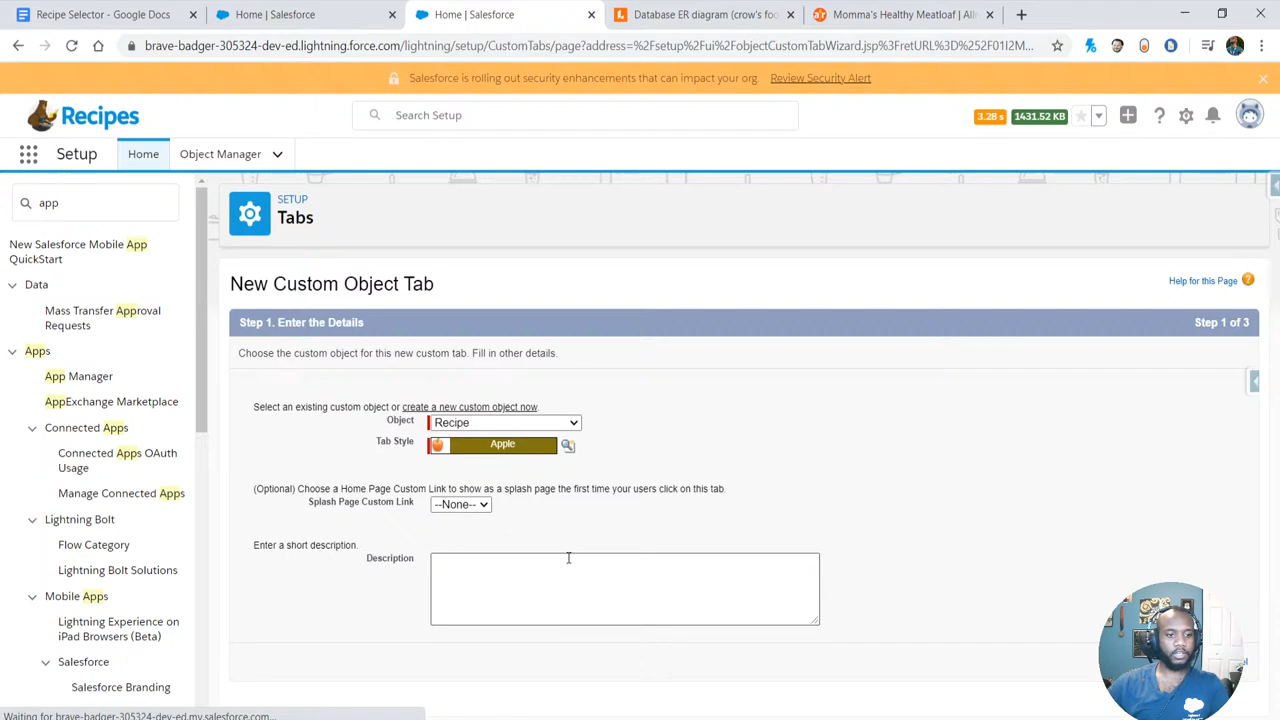 Recipe Selector - Google Docs
Home | Salesforce
Home | Salesforce
Database ER diagram (crow's foo
Momma's Healthy Meatloaf | Allr
brave-badger-305324-dev-ed.lightning.force.com/lightning/setup/CustomTabs/page?address=%2Fsetup%2Fui%2FobjectCustomTabWizard.jsp%3FretURL%3D%252F01I2M...
Salesforce is rolling out security enhancements that can impact your org. Review Security Alert
Recipes
Search Setup
3.28 s
1431.52 KB
Setup
Home
Object Manager
app
New Salesforce Mobile App
QuickStart
Data
Mass Transfer Approval
Requests
Apps
App Manager
AppExchange Marketplace
Connected Apps
Connected Apps OAuth
Usage
Manage Connected Apps
Lightning Bolt
Flow Category
Lightning Bolt Solutions
Mobile Apps
Lightning Experience on
iPad Browsers (Beta)
Salesforce
Salesforce Branding
SETUP
Tabs
New Custom Object Tab
Help for this Page
Step 1. Enter the Details
Step 1 of 3
Choose the custom object for this new custom tab. Fill in other details.
Select an existing custom object or create a new custom object now.
Object
Recipe
Tab Style
Apple
(Optional) Choose a Home Page Custom Link to show as a splash page the first time your users click on this tab.
Splash Page Custom Link
--None--
Enter a short description.
Description
Waiting for brave-badger-305324-dev-ed.my.salesforce.com...